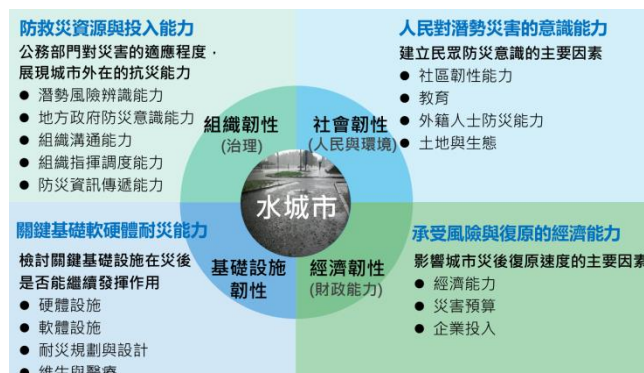 防救災資源與投入能力
公務部門對災害的適應程度，
展現城市外在的抗災能力
● 潛勢風險辨識能力
● 地方政府防災意識能力
● 組織溝通能力
● 組織指揮調度能力
● 防災資訊傳遞能力
人民對潛勢災害的意識能力
建立民眾防災意識的主要因素
● 社區韌性能力
● 教育
● 外籍人士防災能力
● 土地與生態
組織韌性
(治理)
社會韌性
(人民與環境)
水城市
基礎設施
韌性
經濟韌性
(財政能力)
關鍵基礎軟硬體耐災能力
檢討關鍵基礎設施在災後
是否能繼續發揮作用
● 硬體設施
● 軟體設施
● 耐災規劃與設計
● 維生與醫療
承受風險與復原的經濟能力
影響城市災後復原速度的主要因素
● 經濟能力
● 災害預算
● 企業投入